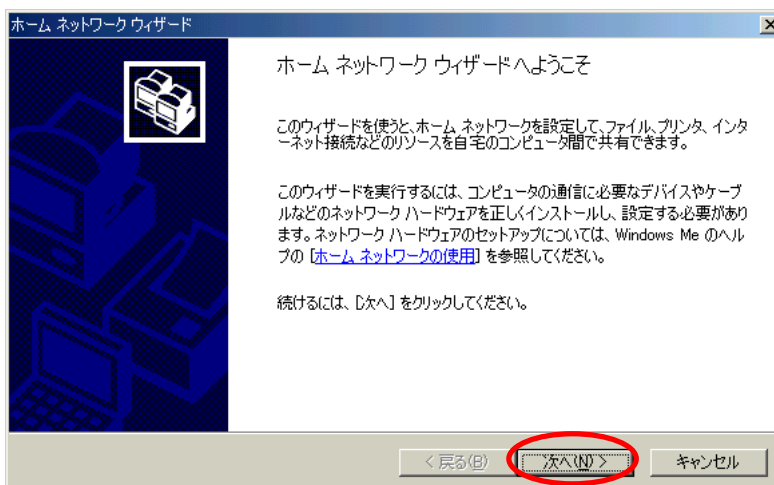 ホーム ネットワーク ウィザード
ホーム ネットワーク ウィザードへようこそ
このウィザードを使うと、ホーム ネットワークを設定して、ファイル、プリンタ、インタ
ーネット接続などのリソースを自宅のコンピュータ間で共有できます。
このウィザードを実行するには、コンピュータの通信に必要なデバイスやケーブ
ルなどのネットワーク ハードウェアを正しくインストールし、設定する必要があり
ます。ネットワーク ハードウェアのセットアップについては、Windows Me のヘル
プの [ホーム ネットワークの使用] を参照してください。
続けるには、[次へ] をクリックしてください。
< 戻る(B)
次へ(N) >
キャンセル